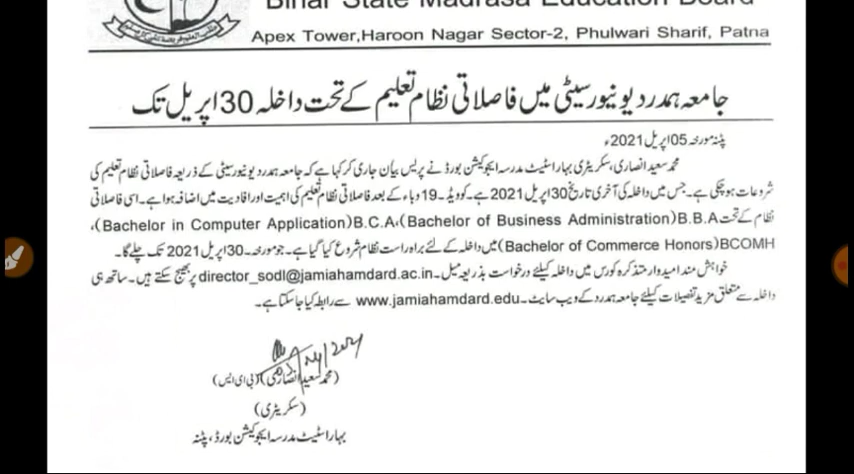 Bihar State Madrasa Education Board
Apex Tower,Haroon Nagar Sector-2, Phulwari Sharif, Patna
جامعہ ہمدرد یونیورسیٹی میں فاصلاتی نظام تعلیم کے تحت داخلہ 30 اپریل تک
پٹنہ مورخہ 05 اپریل 2021ء
محمد سعید انصاری، سکریٹری بہار اسٹیٹ مدرسہ ایجوکیشن بورڈ نے پریس بیان جاری کر کہا ہے کہ جامعہ ہمدرد یونیورسیٹی کے ذریعہ فاصلاتی نظام تعلیم کی
شروعات ہو چکی ہے۔ جس میں داخلہ کی آخری تاریخ 30 اپریل 2021 ہے۔ کوویڈ۔19 وباء کے بعد فاصلاتی نظام تعلیم کی اہمیت اور افادیت میں اضافہ ہوا ہے۔ اسی فاصلاتی
نظام کے تحت B.B.A(Bachelor of Business Administration)،B.C.A(Bachelor in Computer Application)،
BCOMH(Bachelor of Commerce Honors) میں داخلہ کے لئے براہ راست نظام شروع کیا گیا ہے۔ جو مورخہ۔30 اپریل 2021 تک چلے گا۔
خواہش مند امیدوار متذکرہ کورس میں داخلہ کیلئے درخواست بذریعہ میل۔director_sodl@jamiahamdard.ac.in پر بھیج سکتے ہیں۔ ساتھ ہی
داخلہ سے متعلق مزید تفصیلات کیلئے جامعہ ہمدرد کے ویب سائٹ۔www.jamiahamdard.edu سے رابطہ کیا جا سکتا ہے۔
(محمد سعید انصاری)(بی ای ایس)
(سکریٹری)
بہار اسٹیٹ مدرسہ ایجوکیشن بورڈ، پٹنہ